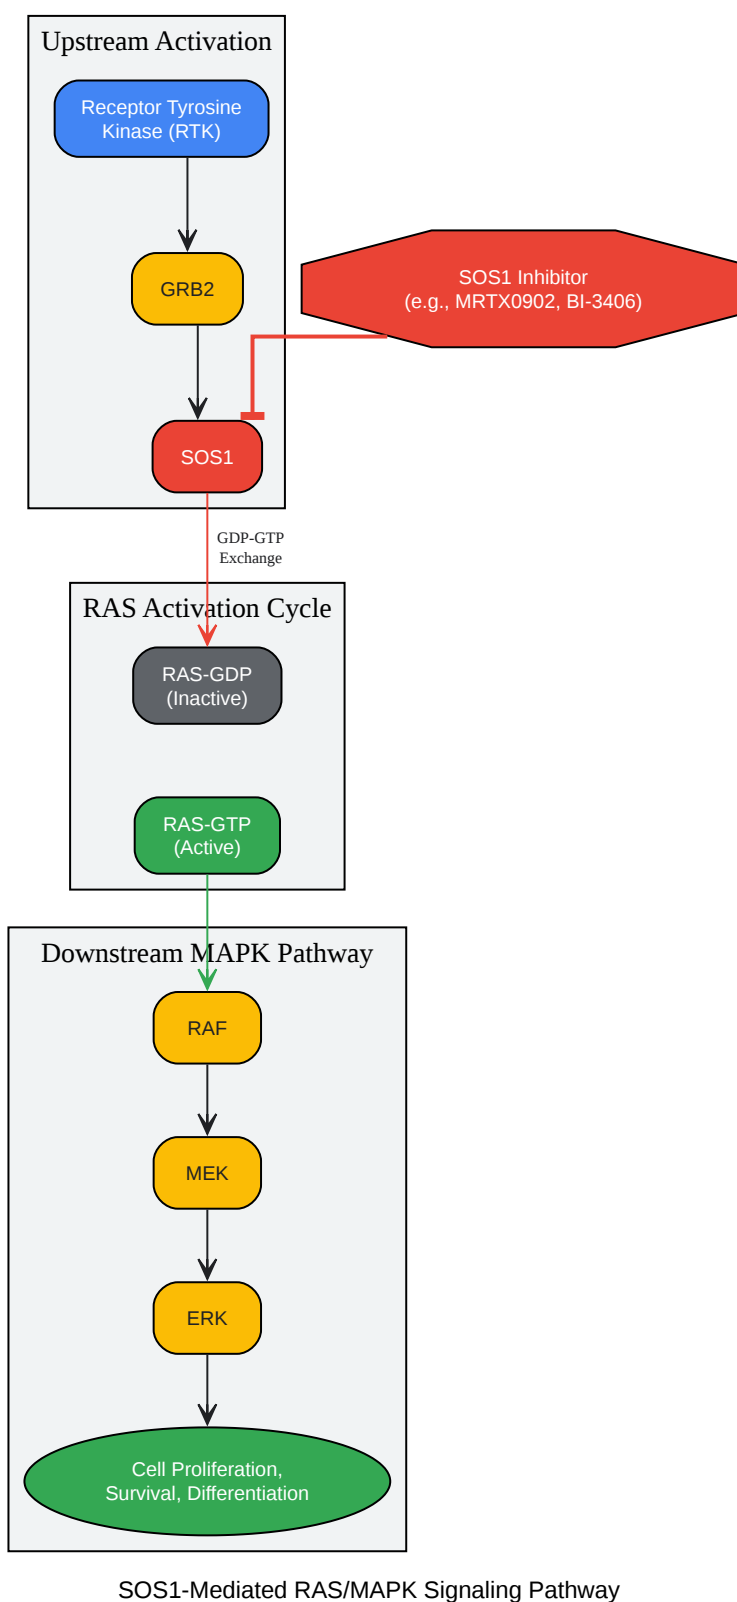 Upstream Activation
Receptor Tyrosine
Kinase (RTK)
GRB2
SOS1 Inhibitor
(e.g., MRTX0902, BI-3406)
SOS1
GDP-GTP
Exchange
RAS Activation Cycle
RAS-GDP
(Inactive)
RAS-GTP
(Active)
Downstream MAPK Pathway
RAF
MEK
ERK
Cell Proliferation,
Survival, Differentiation
SOS1-Mediated RAS/MAPK Signaling Pathway